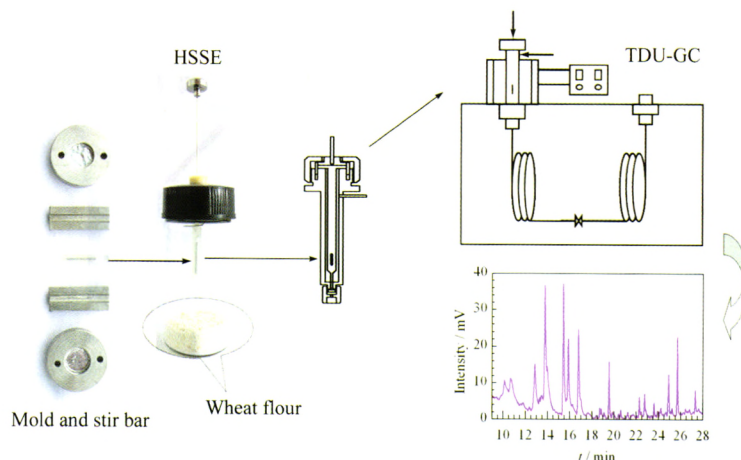 HSSE
TDU-GC
Mold and stir bar
Wheat flour
Intensity / mV
40
30
20
10
0
10 12 14 16 18 20 22 24 26 28
t / min